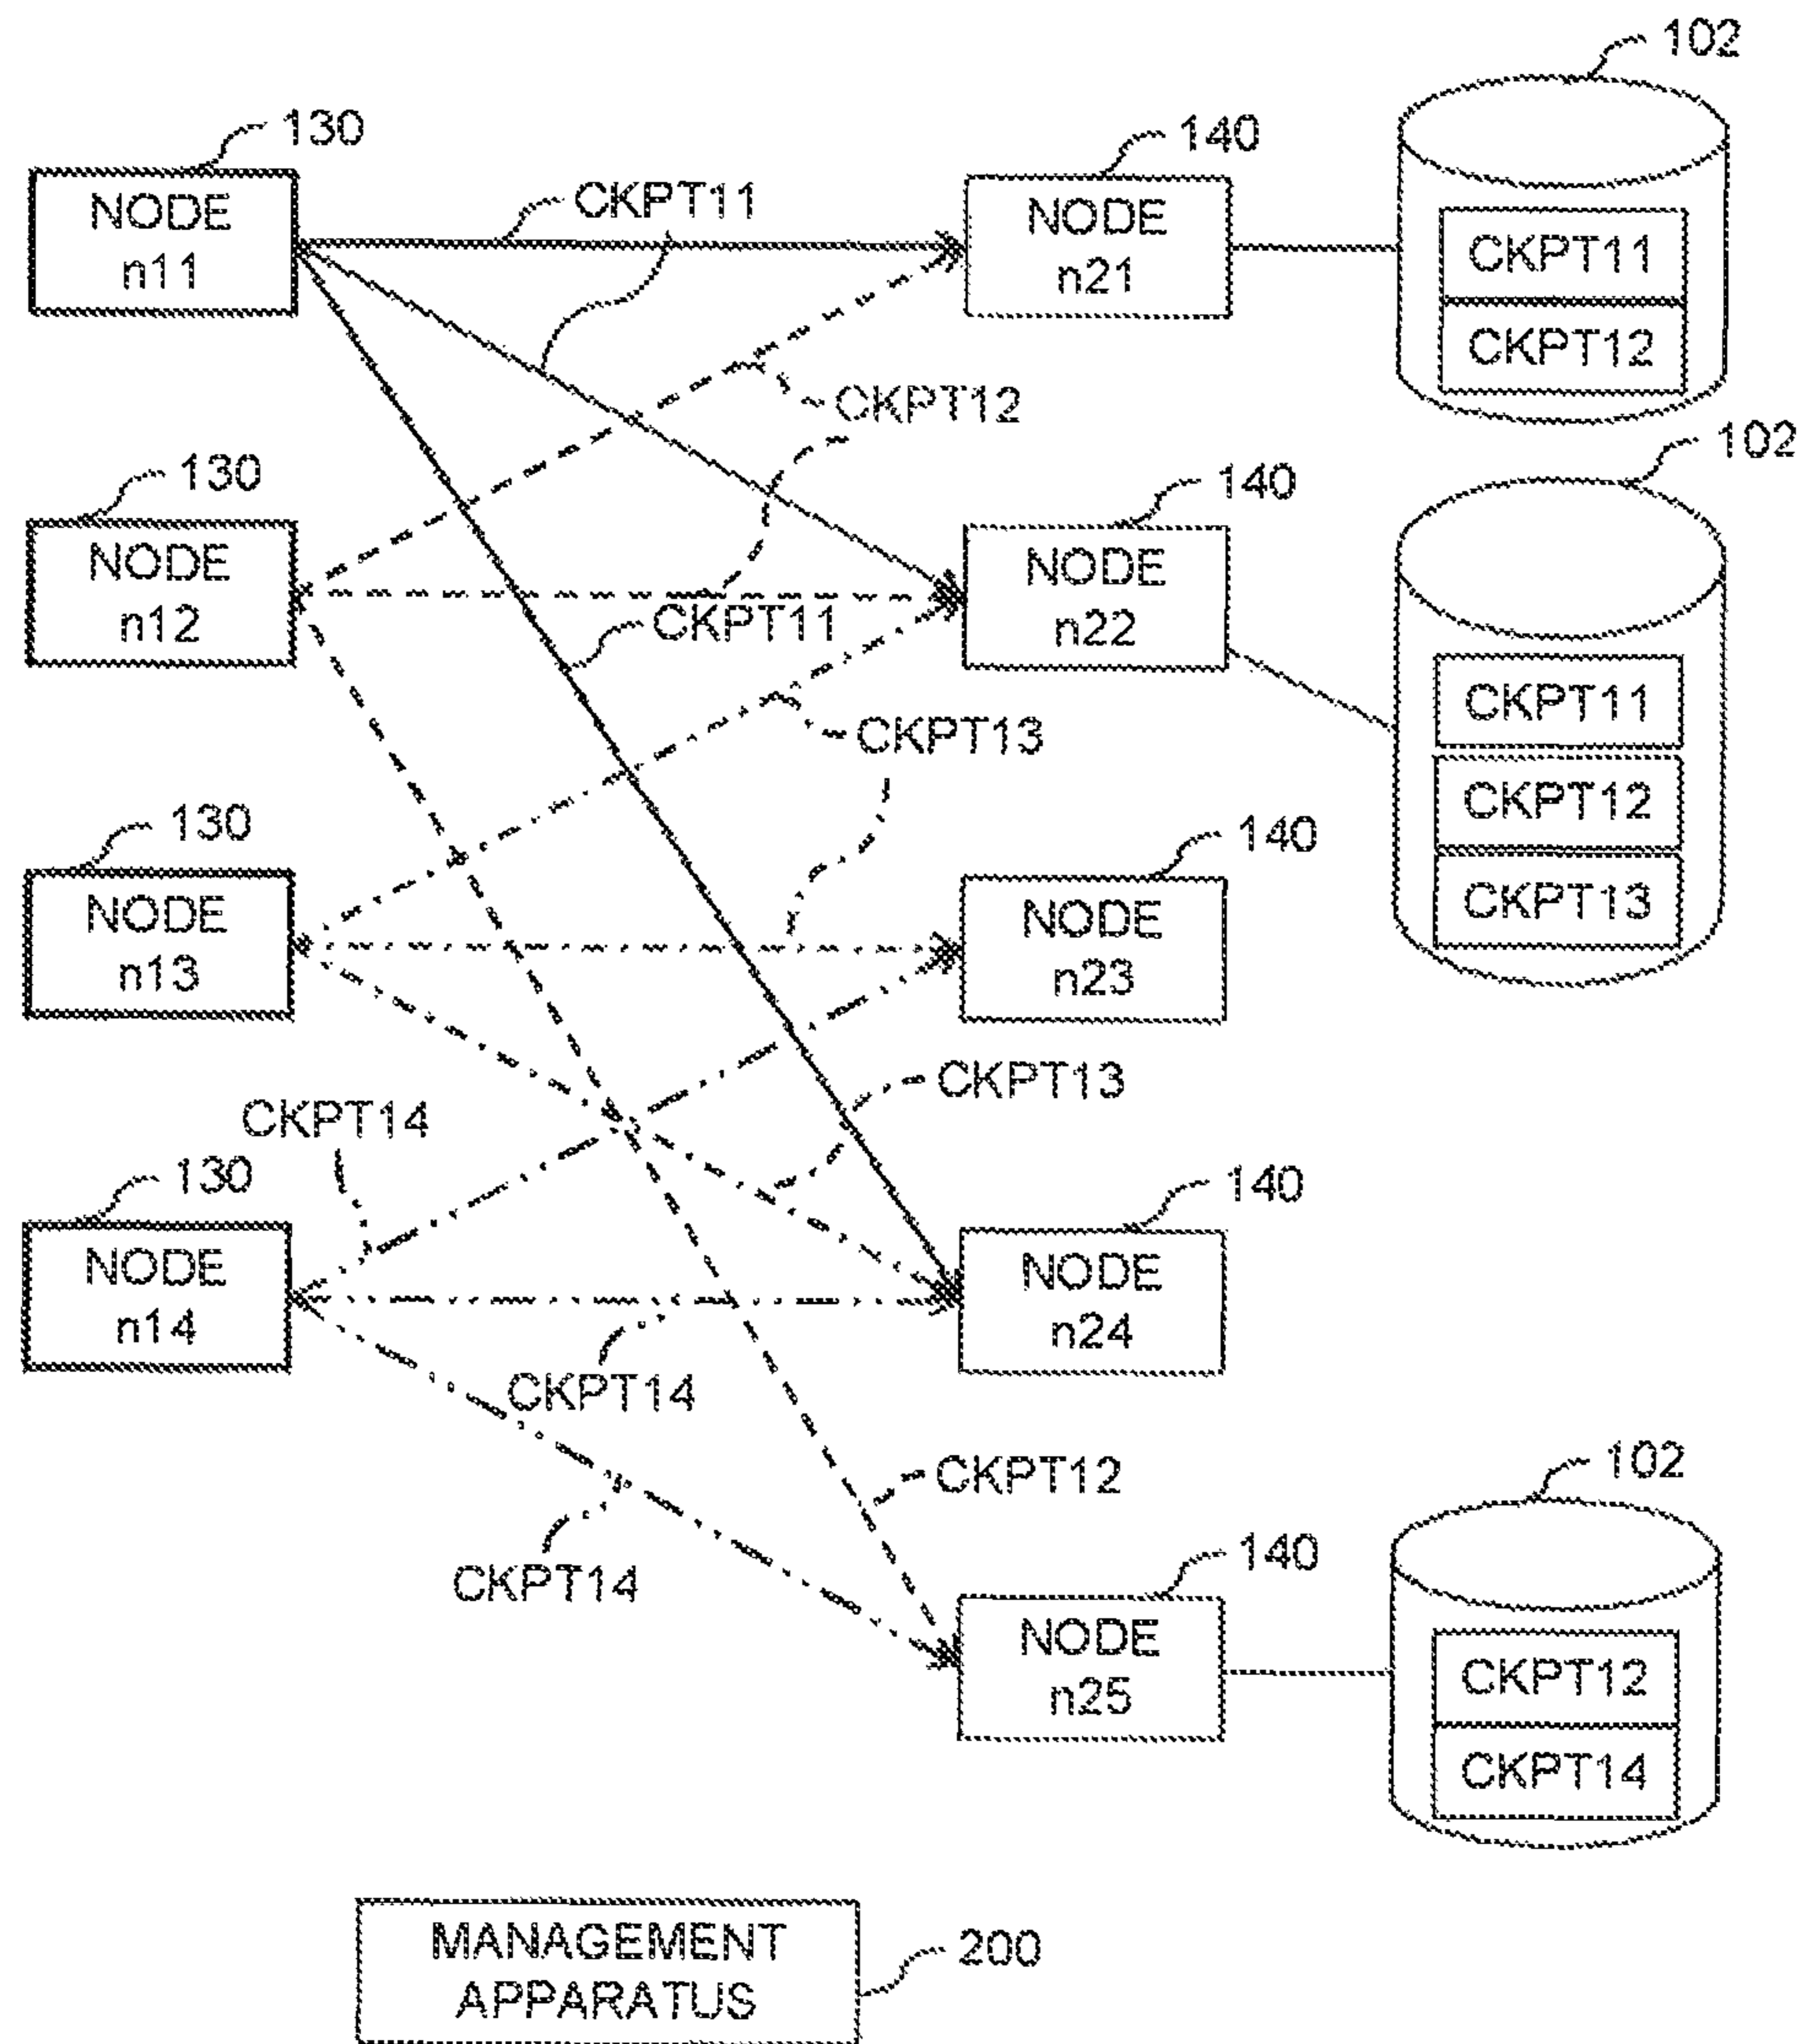 102
130
140
NODE
n11
CKPT11
NODE
n21
CKPT11
CKPT12
CKPT12
102
130
140
NODE
n12
CKPT11
NODE
n22
CKPT11
CKPT12
CKPT13
CKPT13
130
140
NODE
n13
NODE
n23
CKPT13
CKPT14
130
140
NODE
n14
NODE
n24
CKPT14
CKPT12
102
CKPT14
140
NODE
n25
CKPT12
CKPT14
MANAGEMENT
APPARATUS
200